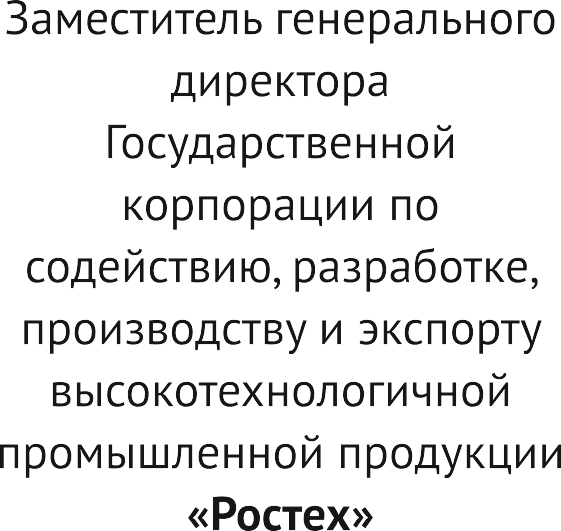 Заместитель генерального
директора
Государственной
корпорации по
содействию, разработке,
производству и экспорту
высокотехнологичной
промышленной продукции
«Ростех»